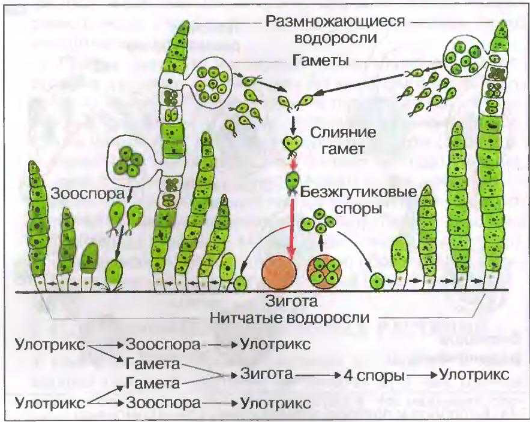 Размножающиеся
водоросли
Гаметы
Слияние
гамет
Зооспора
Безжгутиковые
споры
Зигота
Нитчатые водоросли
Улотрикс → Зооспора → Улотрикс
Гамета
Гамета
Зигота → 4 споры → Улотрикс
Улотрикс → Зооспора → Улотрикс